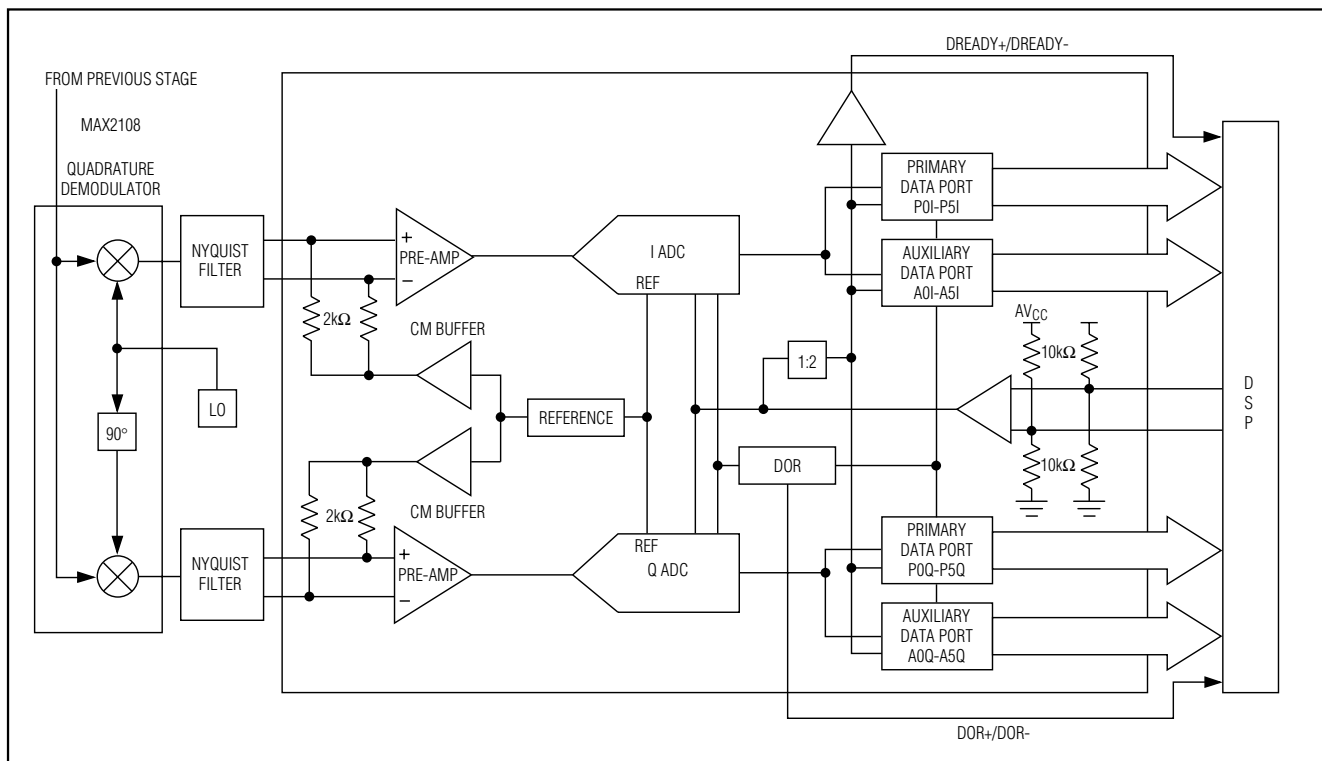 DREADY+/DREADY-
FROM PREVIOUS STAGE
MAX2108
QUADRATURE
DEMODULATOR
NYQUIST
FILTER
+
PRE-AMP
−
I ADC
REF
PRIMARY
DATA PORT
P0I-P5I
AUXILIARY
DATA PORT
A0I-A5I
2kΩ
CM BUFFER
AVCC
10kΩ
1:2
LO
90°
REFERENCE
D
S
P
DOR
10kΩ
2kΩ
CM BUFFER
NYQUIST
FILTER
+
PRE-AMP
−
REF
Q ADC
PRIMARY
DATA PORT
P0Q-P5Q
AUXILIARY
DATA PORT
A0Q-A5Q
DOR+/DOR-